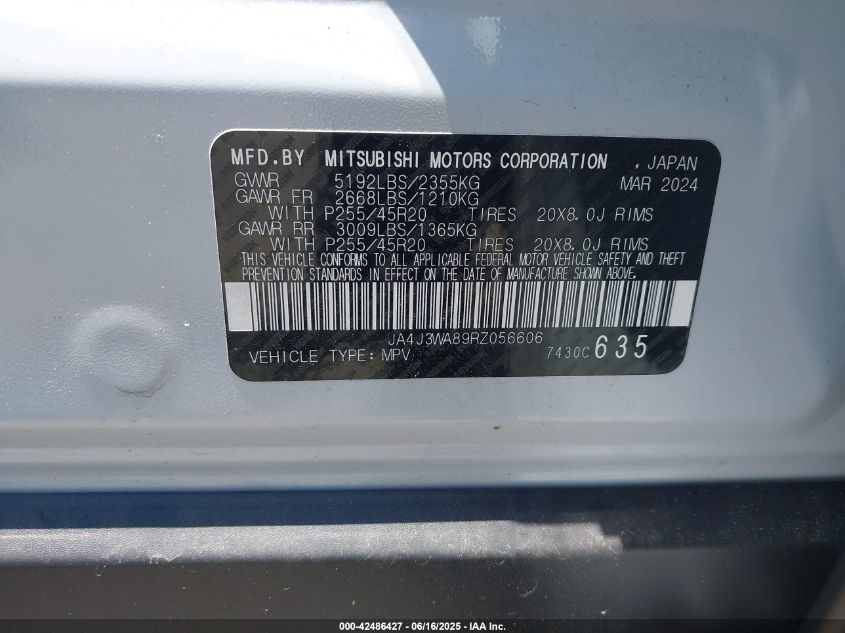 MFD.BY MITSUBISHI MOTORS CORPORATION . JAPAN
GVWR 5192LBS/2355KG MAR 2024
GAWR FR 2668LBS/1210KG
WITH P255/45R20 TIRES 20X8.0J RIMS
GAWR RR 3009LBS/1365KG
WITH P255/45R20 TIRES 20X8.0J RIMS
THIS VEHICLE CONFORMS TO ALL APPLICABLE FEDERAL MOTOR VEHICLE SAFETY AND THEFT
PREVENTION STANDARDS IN EFFECT ON THE DATE OF MANUFACTURE SHOWN ABOVE.
JA4J3WA89RZ056606
VEHICLE TYPE: MPV 7430C 635
000-42486427 - 06/16/2025 - IAA Inc.